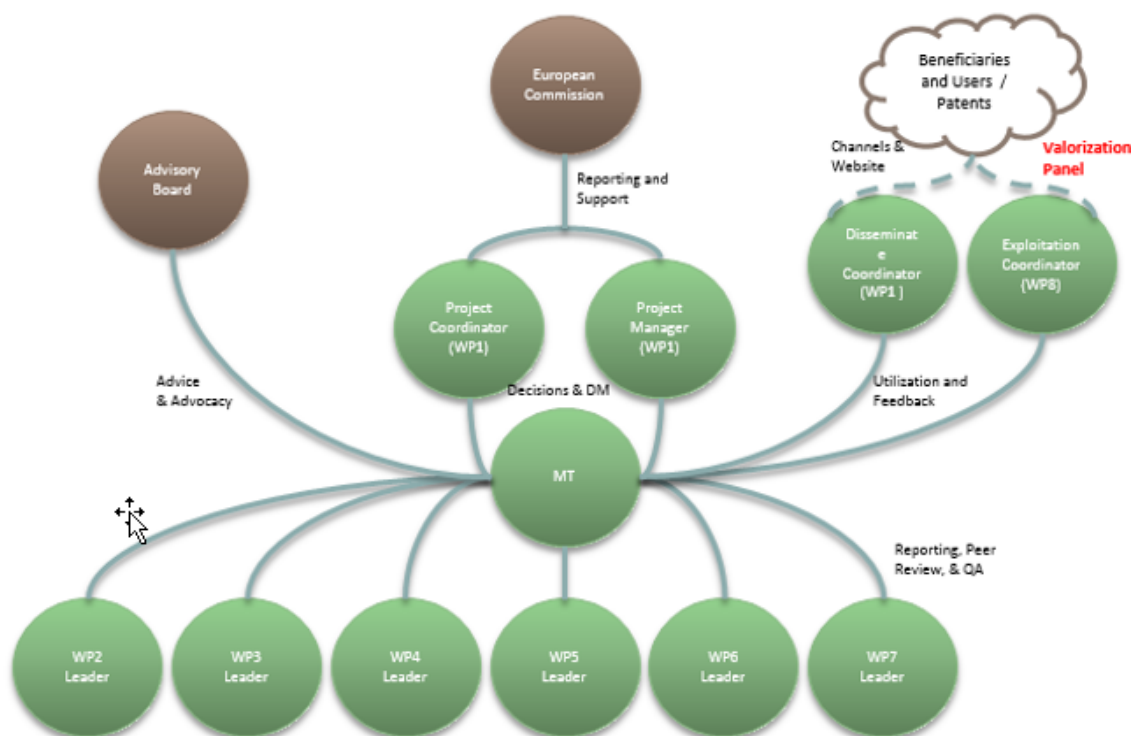 European
Commission
Beneficiaries
and Users /
Patents
Advisory
Board
Channels &
Website
Valorization
Panel
Reporting and
Support
Disseminat
e
Coordinator
(WP1 ]
Exploitation
Coordinator
(WP8)
Project
Coordinator
(WP1)
Project
Manager
(WP1)
Advice
& Advocacy
Decisions & DM
Utilization and
Feedback
MT
Reporting, Peer
Review, & QA
WP2
Leader
WP3
Leader
WP4
Leader
WP5
Leader
WP6
Leader
WP7
Leader